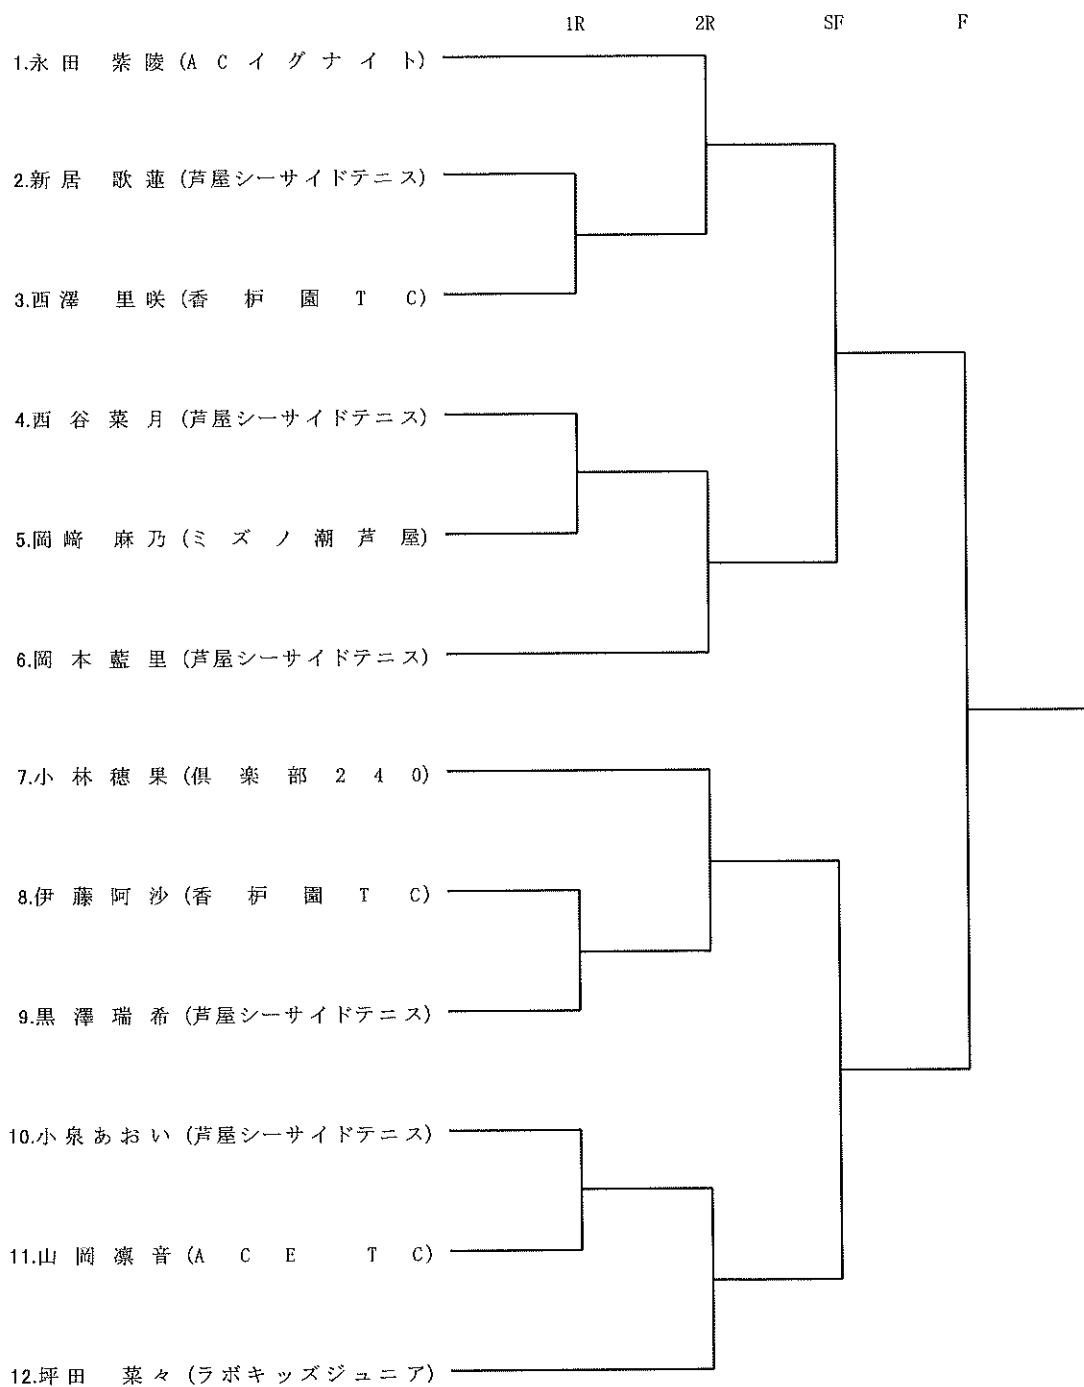 1R 2R SF F
1.永田 紫陵(ACイグナイト)
2.新居 歌蓮(芦屋シーサイドテニス)
3.西澤 里咲(香枦園TC)
4.西谷菜月(芦屋シーサイドテニス)
5.岡﨑 麻乃(ミズノ潮芦屋)
6.岡本藍里(芦屋シーサイドテニス)
7.小林穂果(倶楽部240)
8.伊藤阿沙(香枦園TC)
9.黒澤瑞希(芦屋シーサイドテニス)
10.小泉あおい(芦屋シーサイドテニス)
11.山岡凛音(ACE TC)
12.坪田 菜々(ラボキッズジュニア)